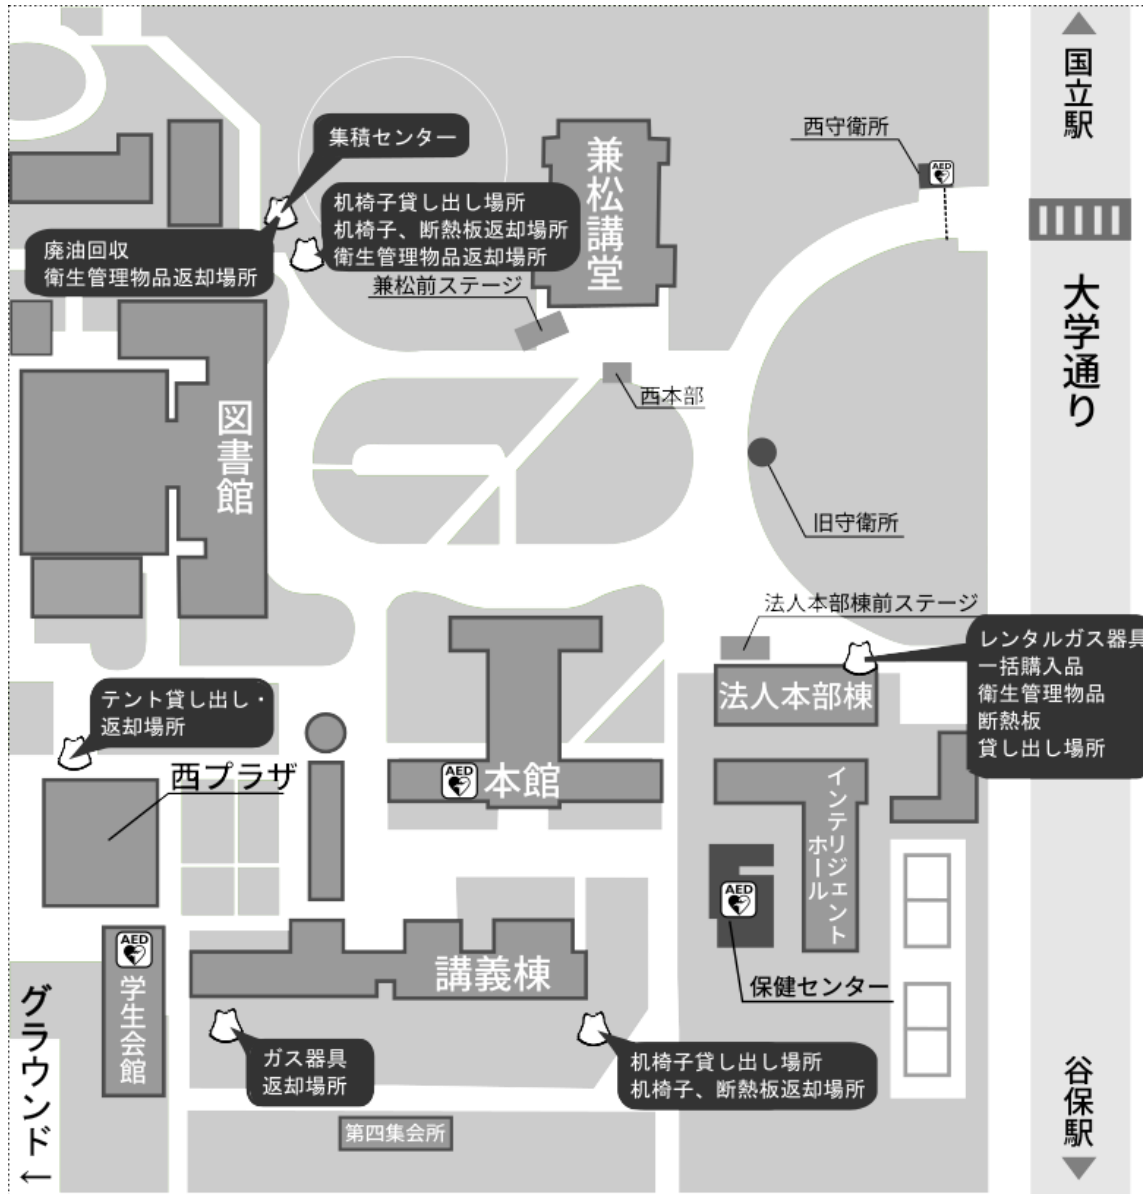 国立駅
西守衛所
AED
集積センター
兼松講堂
机椅子貸し出し場所
机椅子、断熱板返却場所
衛生管理物品返却場所
廃油回収
衛生管理物品返却場所
兼松前ステージ
大学通り
西本部
図書館
旧守衛所
法人本部棟前ステージ
レンタルガス器具
一括購入品
衛生管理物品
断熱板
貸し出し場所
法人本部棟
テント貸し出し・
返却場所
西プラザ
AED
本館
インテリジェント
ホール
AED
保健センター
AED
学生会館
講義棟
グラウンド←
ガス器具
返却場所
机椅子貸し出し場所
机椅子、断熱板返却場所
谷保駅
第四集会所